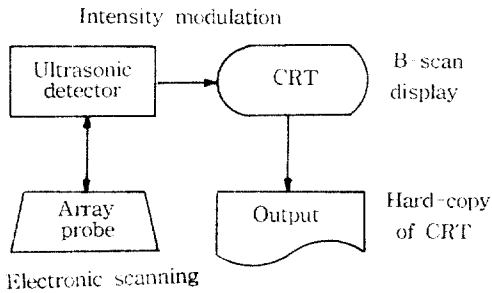 Intensity modulation
Ultrasonic
detector
CRT
B-scan
display
Array
probe
Output
Hard-copy
of CRT
Electronic scanning